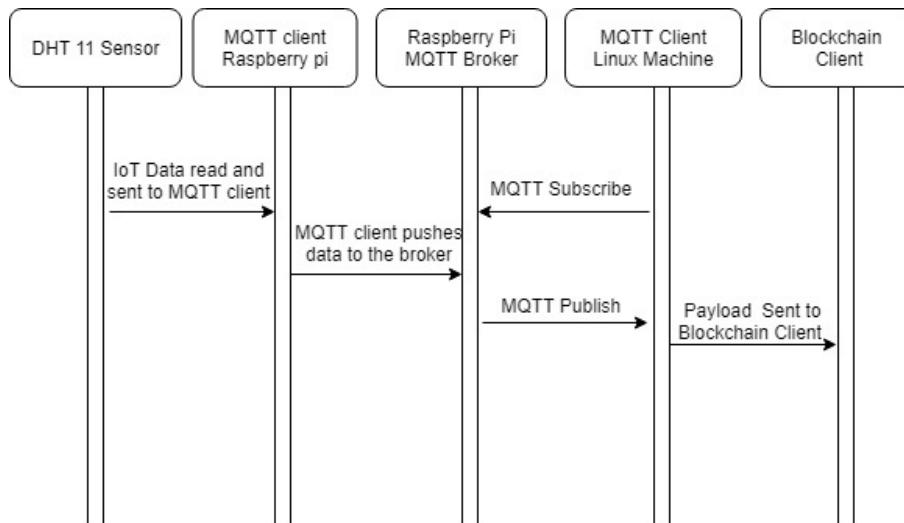 DHT 11 Sensor
MQTT client
Raspberry pi
Raspberry Pi
MQTT Broker
MQTT Client
Linux Machine
Blockchain
Client
IoT Data read and
sent to MQTT client
MQTT Subscribe
MQTT client pushes
data to the broker
MQTT Publish
Payload  Sent to
Blockchain Client